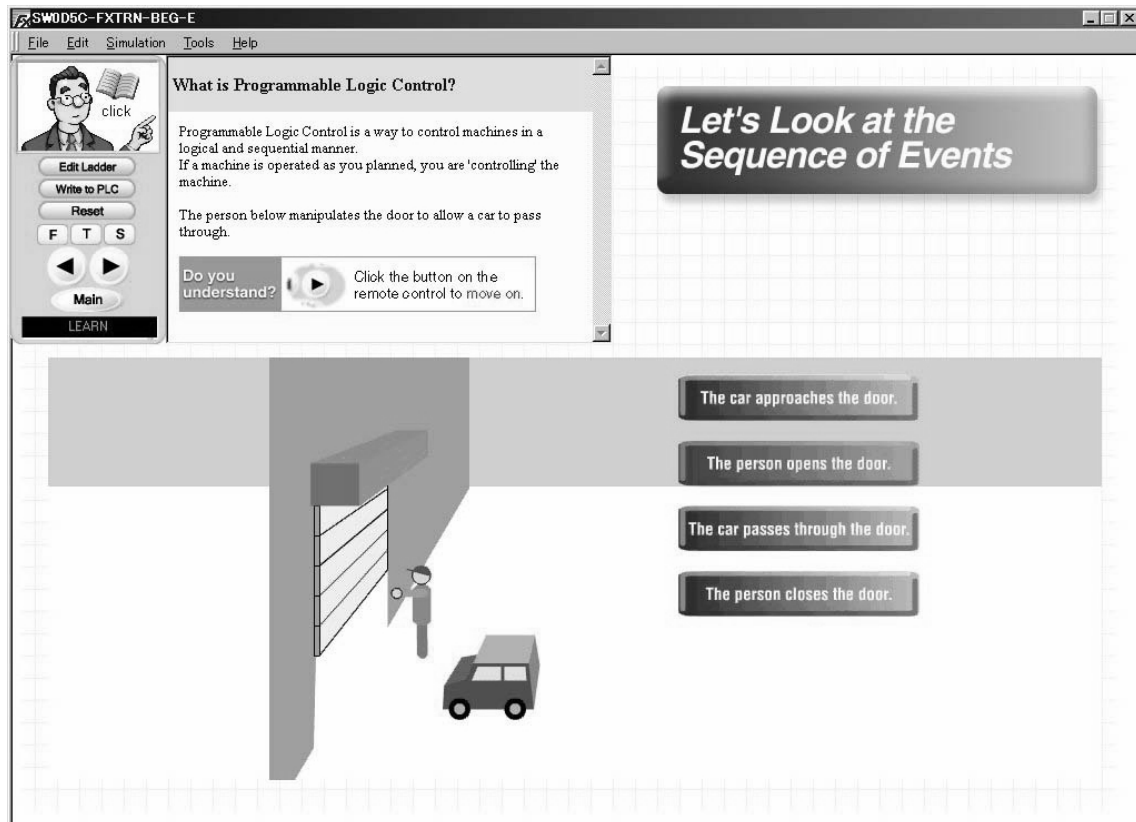 SW0D5C-FXTRN-BEG-E
File Edit Simulation Tools Help
click
Edit Ladder
Write to PLC
Reset
F T S
Main
LEARN
What is Programmable Logic Control?
Programmable Logic Control is a way to control machines in a
logical and sequential manner.
If a machine is operated as you planned, you are 'controlling' the
machine.
The person below manipulates the door to allow a car to pass
through.
Do you
understand?
Click the button on the
remote control to move on.
Let's Look at the
Sequence of Events
The car approaches the door.
The person opens the door.
The car passes through the door.
The person closes the door.